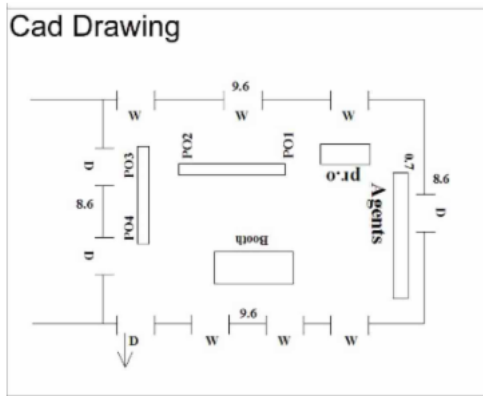 Cad Drawing
9.6
W
W
W
PO2
PO1
PO3
D
pr.o
0.7
8.6
Agents
D
8.6
PO4
D
Booth
9.6
D
W
W
W